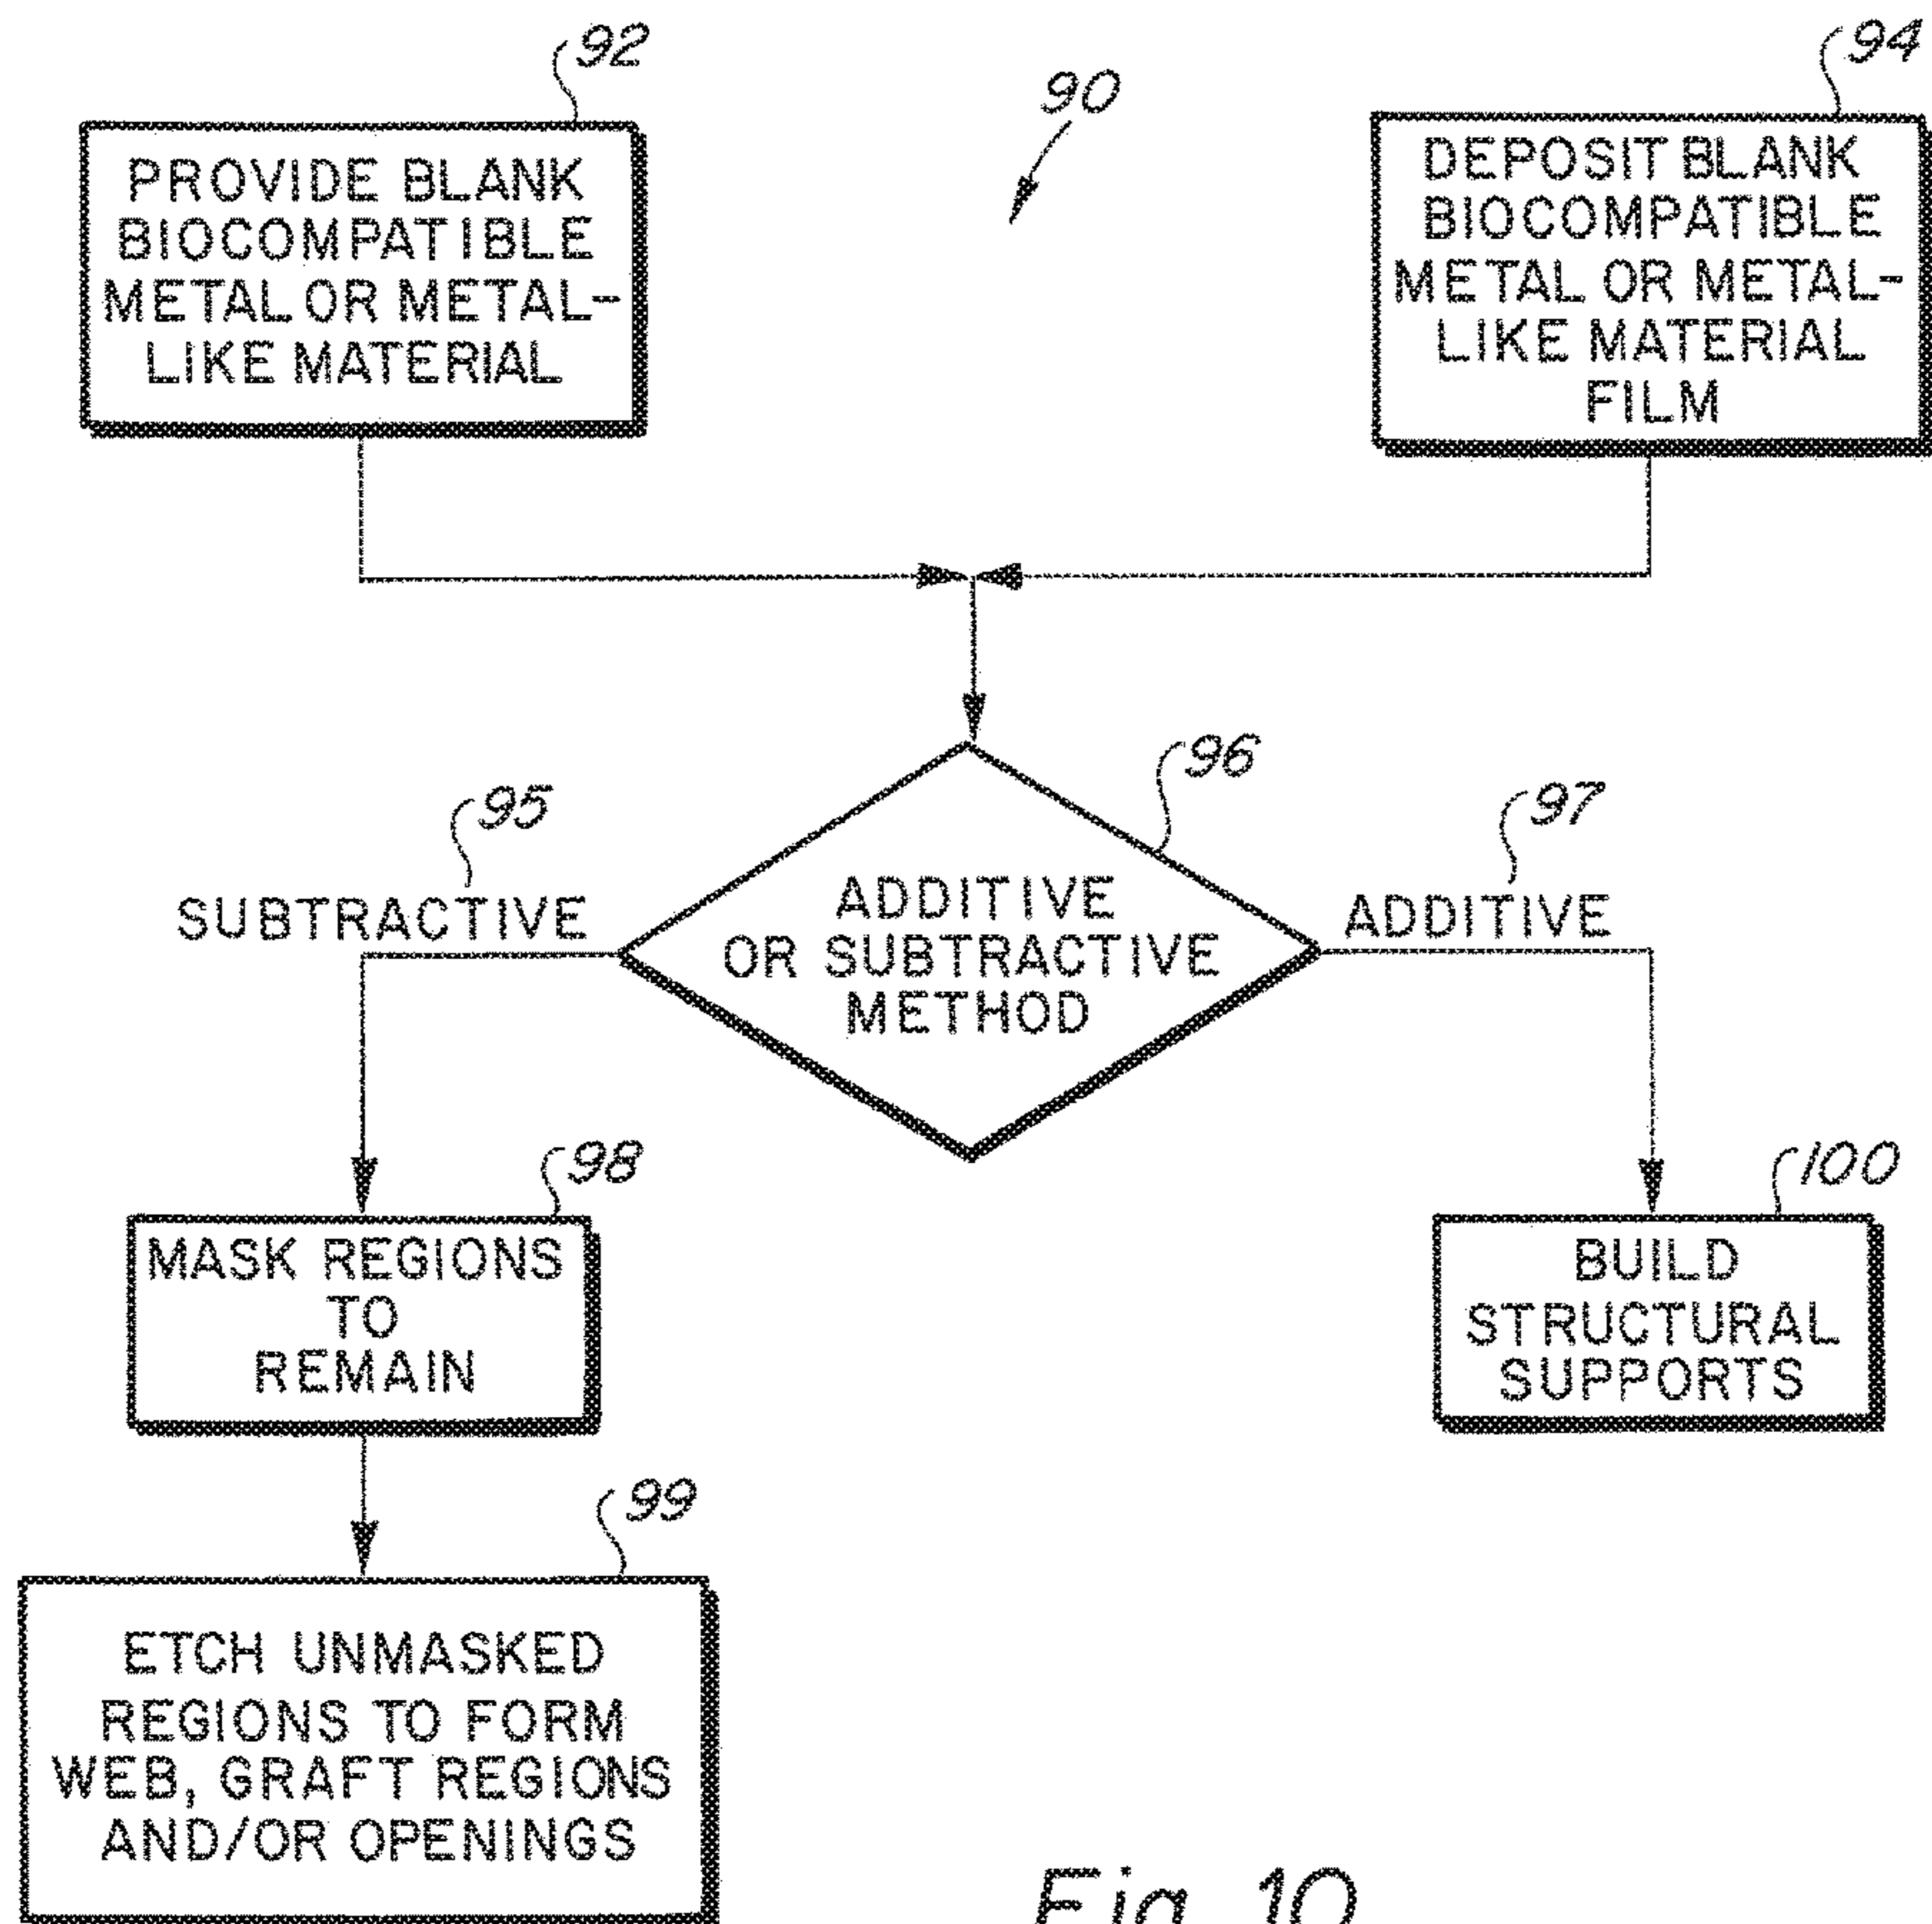 92
PROVIDE BLANK
BIOCOMPATIBLE
METAL OR METAL-
LIKE MATERIAL
90
94
DEPOSIT BLANK
BIOCOMPATIBLE
METAL OR METAL-
LIKE MATERIAL
FILM
96
ADDITIVE
OR SUBTRACTIVE
METHOD
95
SUBTRACTIVE
97
ADDITIVE
98
MASK REGIONS
TO
REMAIN
100
BUILD
STRUCTURAL
SUPPORTS
99
ETCH UNMASKED
REGIONS TO FORM
WEB, GRAFT REGIONS
AND/OR OPENINGS
Fig. 10